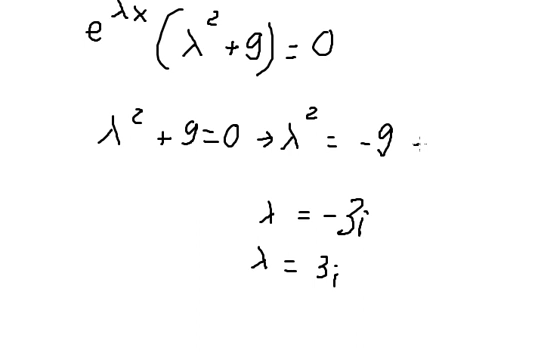 e^{λx}(λ² + 9) = 0
λ² + 9 = 0 → λ² = -9
λ = -3i
λ = 3i